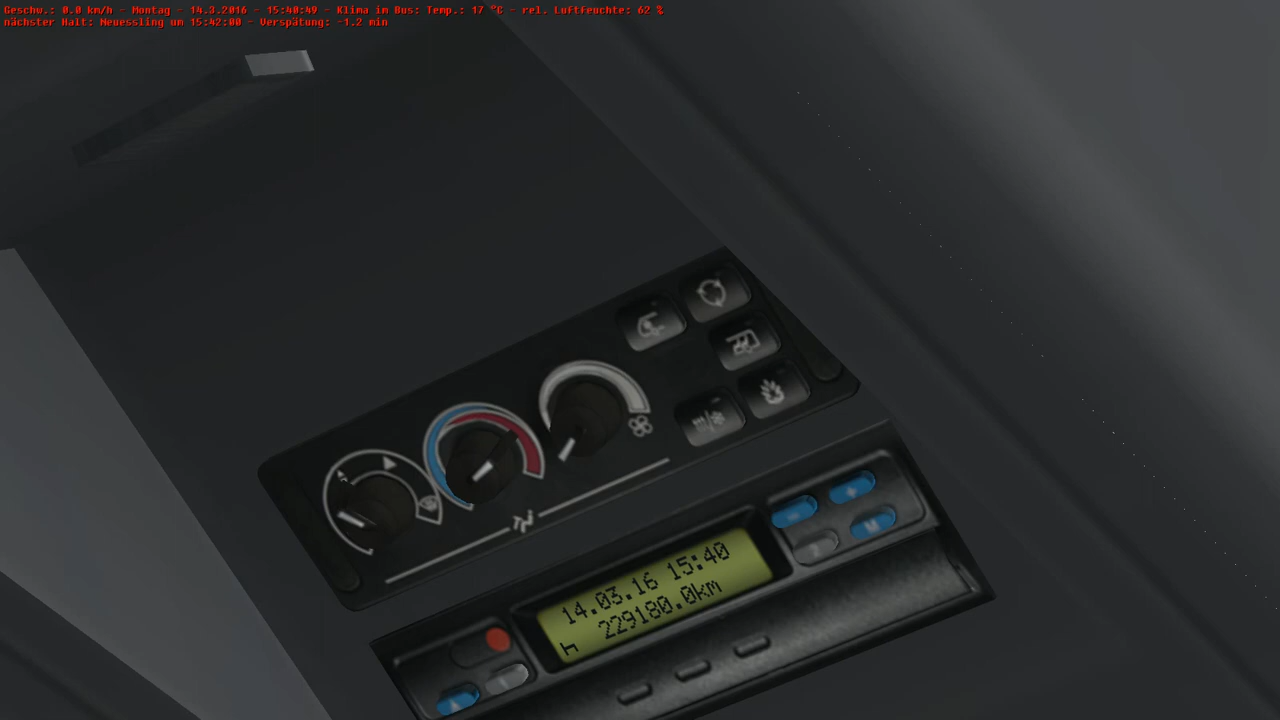 Geschw.: 0.0 km/h - Montag - 14.3.2016 - 15:40:49 - Klima im Bus: Temp.: 17 °C - rel. Luftfeuchte: 62 %
nächster Halt: Neuessling um 15:42:00 - Verspätung: -1.2 min
14.03.16 15:40
229180.0km
M